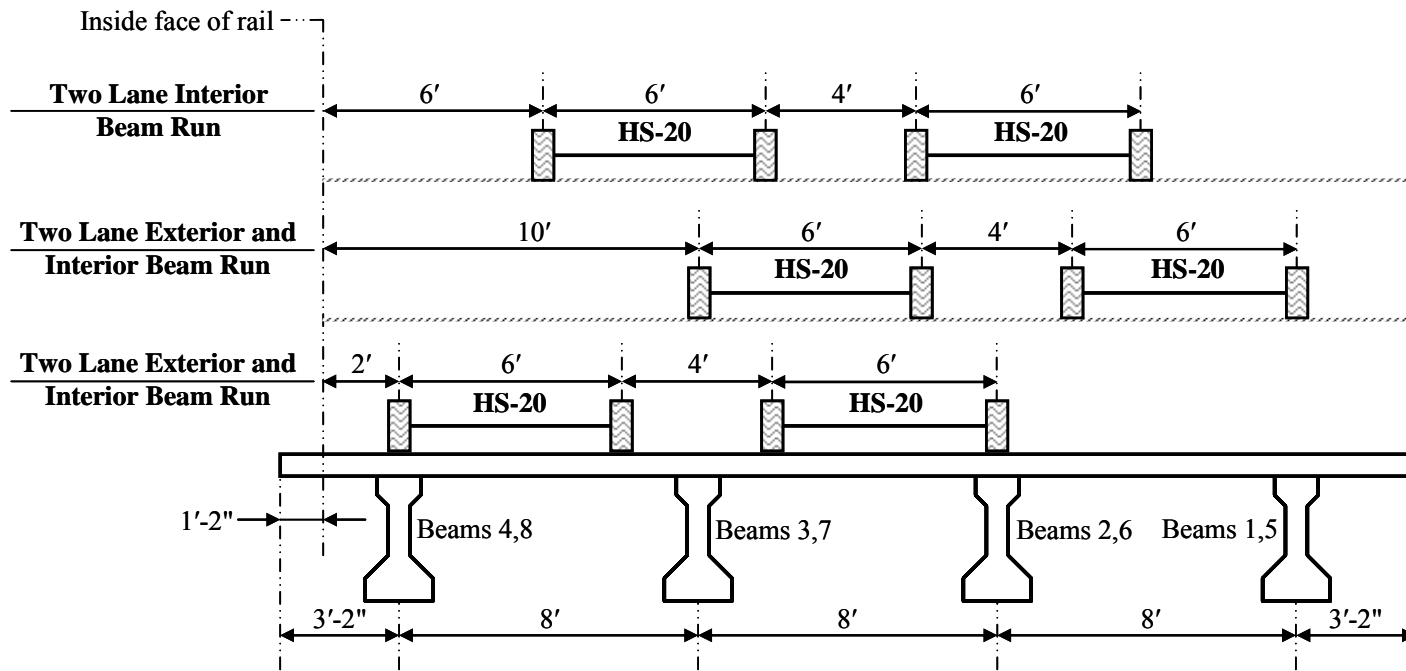 Inside face of rail
Two Lane Interior
Beam Run
6′ 6′ 4′ 6′
HS-20 HS-20
Two Lane Exterior and
Interior Beam Run
10′ 6′ 4′ 6′
HS-20 HS-20
Two Lane Exterior and
Interior Beam Run
2′ 6′ 4′ 6′
HS-20 HS-20
1′-2" Beams 4,8 Beams 3,7 Beams 2,6 Beams 1,5
3′-2" 8′ 8′ 8′ 3′-2"